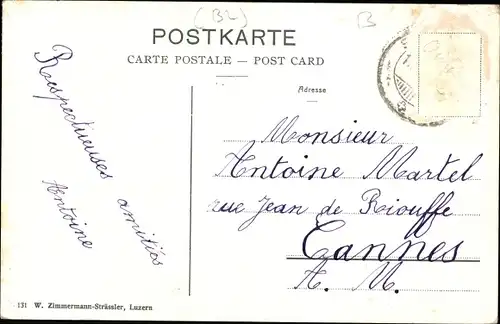 (B2)
B
POSTKARTE
CARTE POSTALE – POST CARD
Adresse
Respectueuses amitiés
Antoine
Monsieur
Antoine Martel
rue Jean de Riouffe
Cannes
A. M.
131 W. Zimmermann-Strässler, Luzern